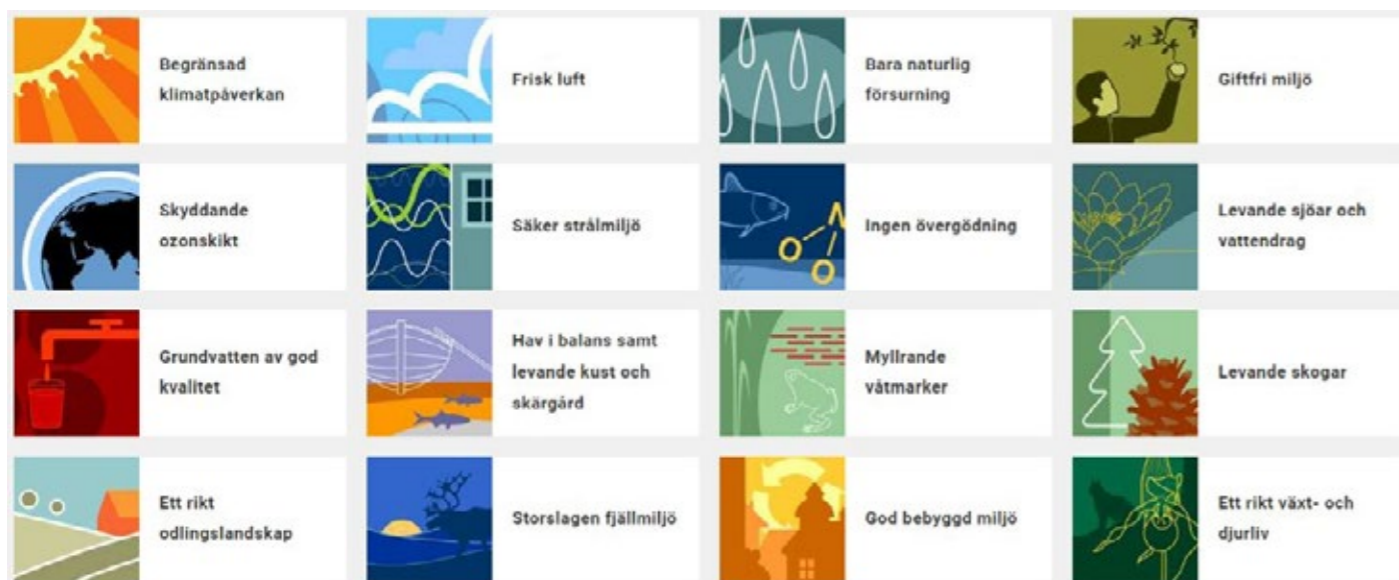 Begränsad
klimatpåverkan
Frisk luft
Bara naturlig
försurning
Giftfri miljö
Skyddande
ozonskikt
Säker strålmiljö
Ingen övergödning
Levande sjöar och
vattendrag
Grundvatten av god
kvalitet
Hav i balans samt
levande kust och
skärgård
Myllrande
våtmarker
Levande skogar
Ett rikt
odlingslandskap
Storslagen fjällmiljö
God bebyggd miljö
Ett rikt växt- och
djurliv